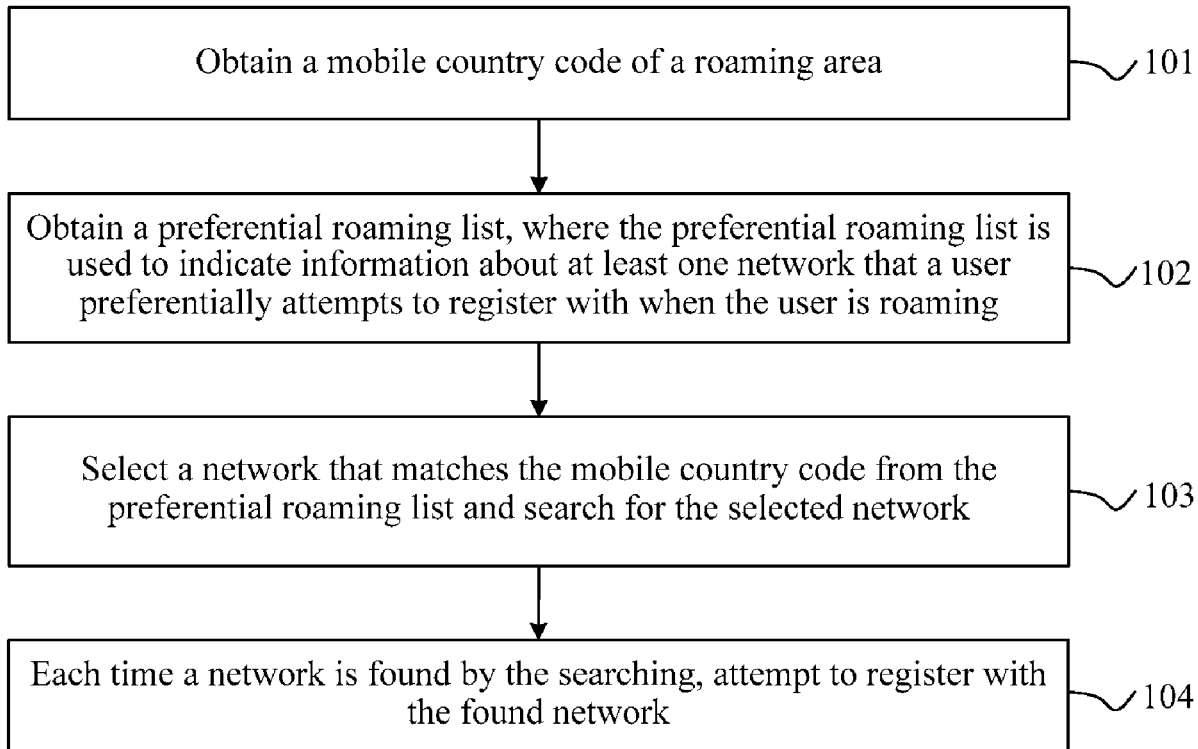 Obtain a mobile country code of a roaming area
101
Obtain a preferential roaming list, where the preferential roaming list is
used to indicate information about at least one network that a user
preferentially attempts to register with when the user is roaming
102
Select a network that matches the mobile country code from the
preferential roaming list and search for the selected network
103
Each time a network is found by the searching, attempt to register with
the found network
104